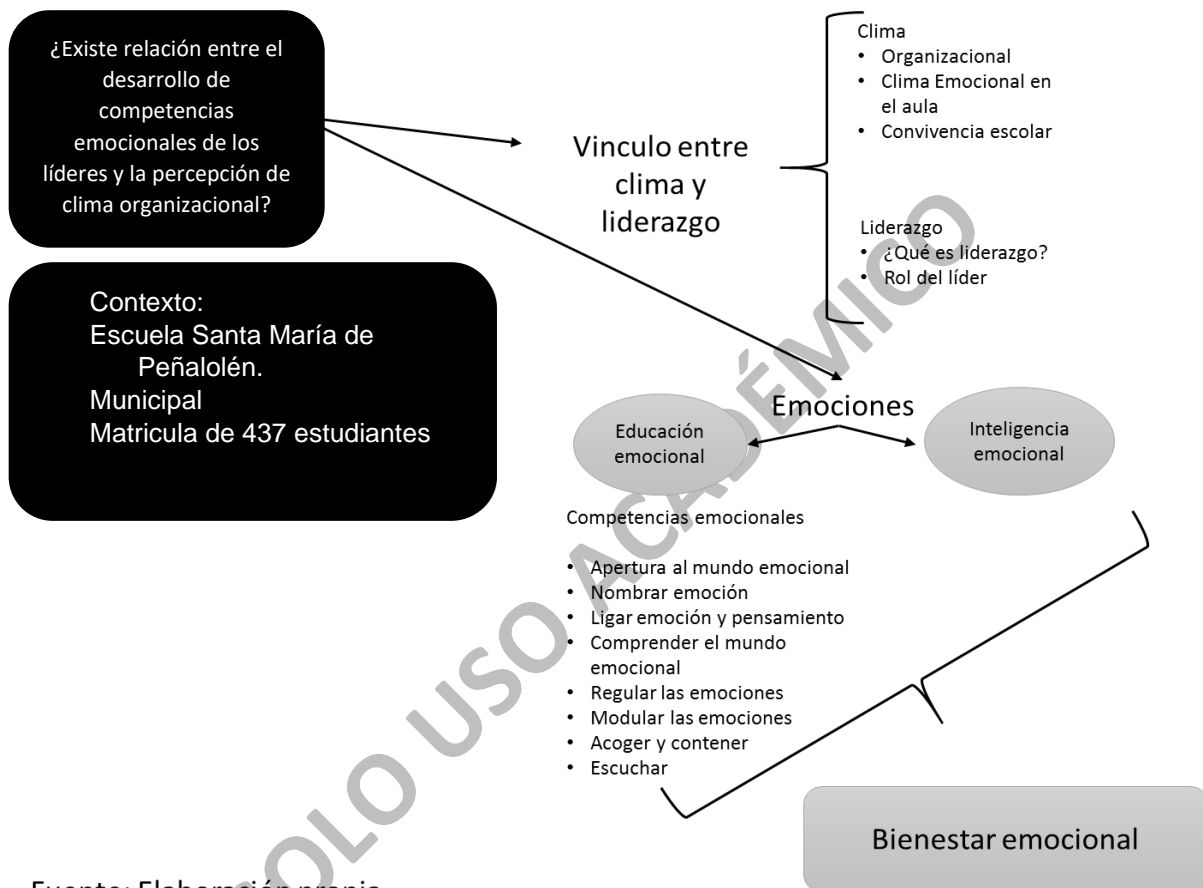 ¿Existe relación entre el
desarrollo de
competencias
emocionales de los
líderes y la percepción de
clima organizacional?
Contexto:
Escuela Santa María de
Peñalolén.
Municipal
Matricula de 437 estudiantes
Vinculo entre
clima y
liderazgo
Clima
• Organizacional
• Clima Emocional en
el aula
• Convivencia escolar
Liderazgo
• ¿Qué es liderazgo?
• Rol del líder
Emociones
Educación
emocional
Inteligencia
emocional
Competencias emocionales
• Apertura al mundo emocional
• Nombrar emoción
• Ligar emoción y pensamiento
• Comprender el mundo
emocional
• Regular las emociones
• Modular las emociones
• Acoger y contener
• Escuchar
Bienestar emocional
Fuente: Elaboración propia
SOLO USO ACADÉMICO